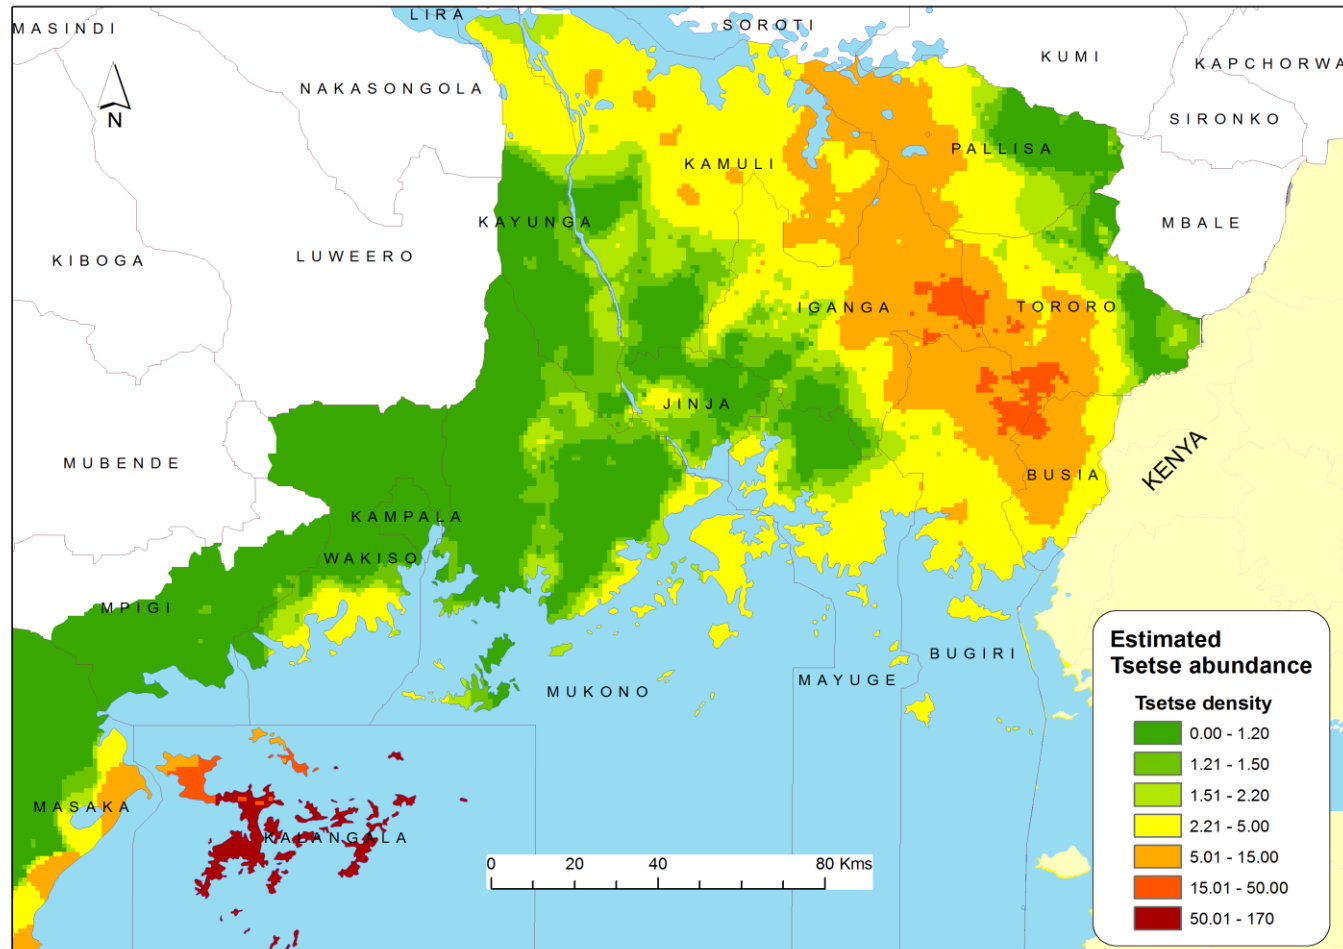 LIRA
SOROTI
MASINDI
KUMI
KAPCHORWA
NAKASONGOLA
N
SIRONKO
PALLISA
KAMULI
KAYUNGA
MBALE
LUWEERO
KIBOGA
IGANGA
TORORO
JINJA
MUBENDE
KENYA
BUSIA
KAMPALA
WAKISO
MPIGI
Estimated
Tsetse abundance
BUGIRI
MAYUGE
MUKONO
Tsetse density
0.00 - 1.20
1.21 - 1.50
1.51 - 2.20
2.21 - 5.00
5.01 - 15.00
15.01 - 50.00
50.01 - 170
MASAKA
KALANGALA
0 20 40 80 Kms